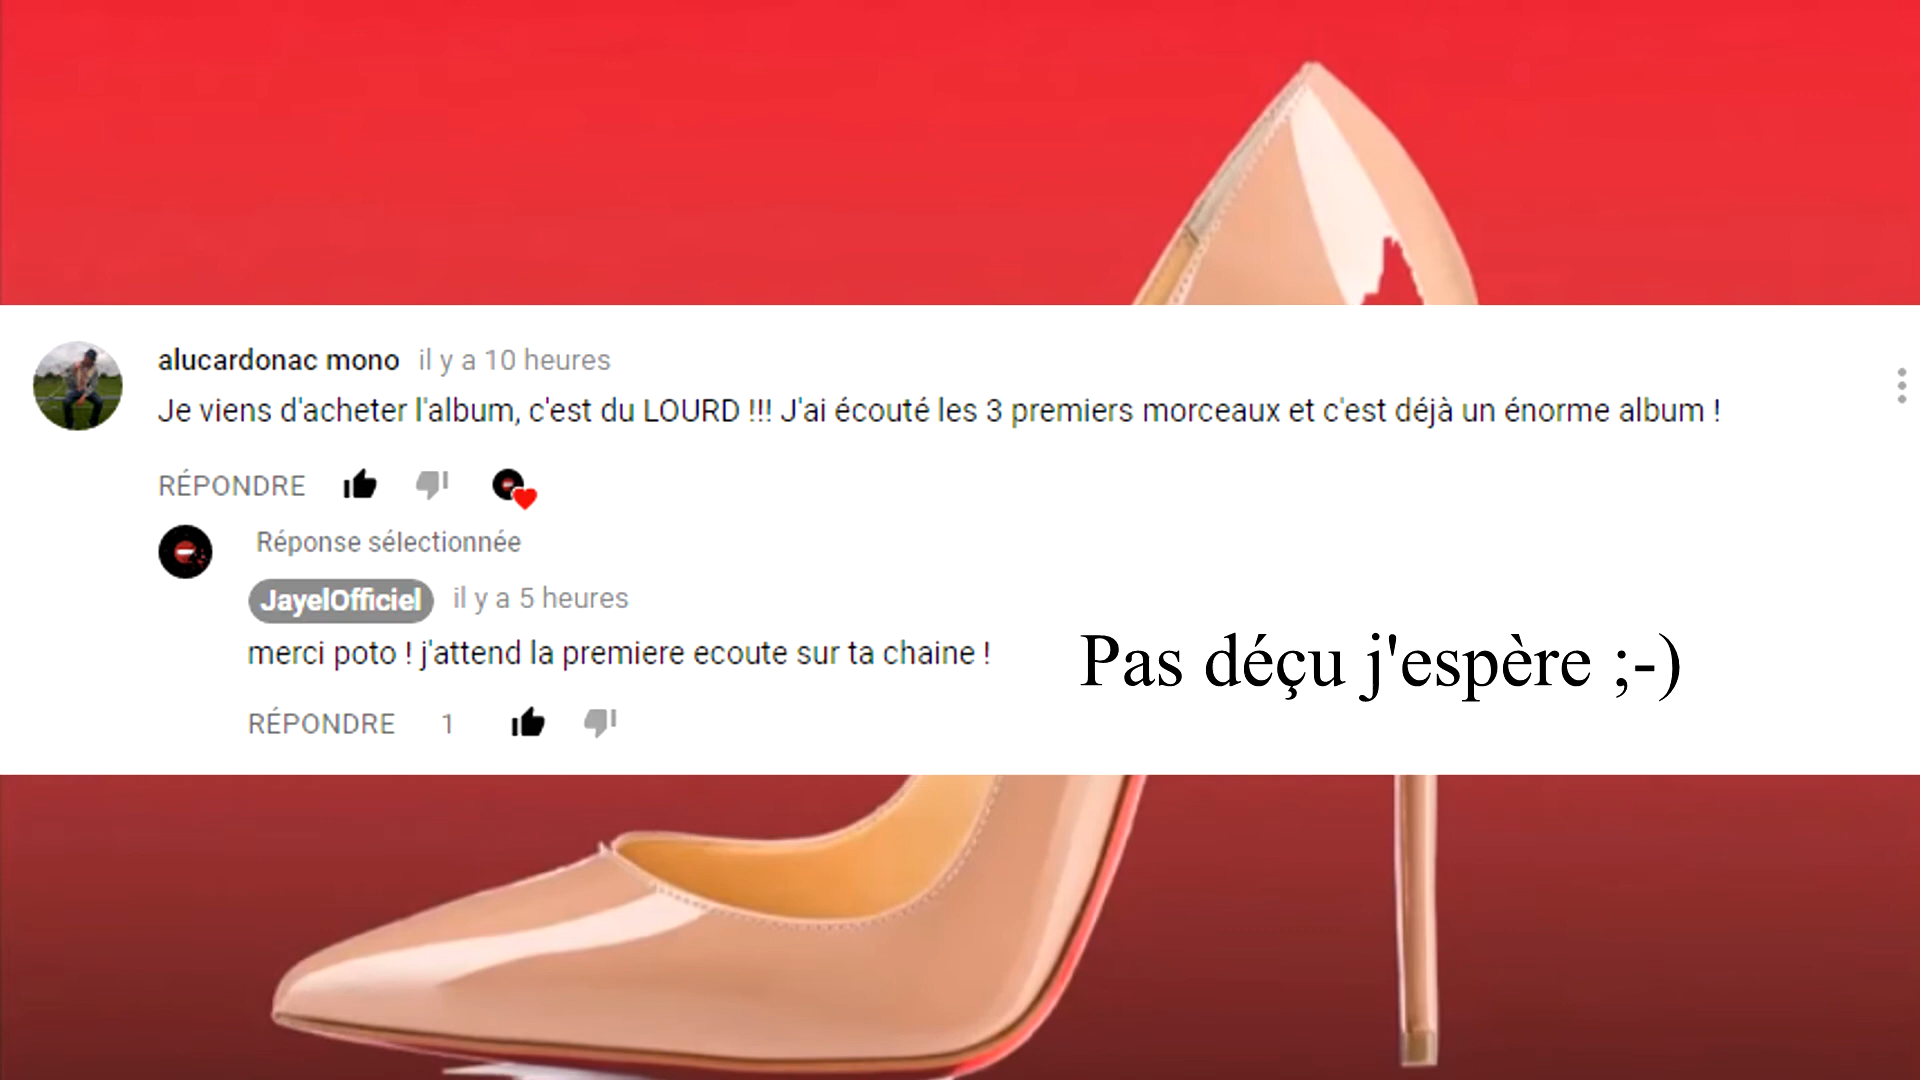 alucardonac mono il y a 10 heures
Je viens d'acheter l'album, c'est du LOURD !!! J'ai écouté les 3 premiers morceaux et c'est déjà un énorme album !
RÉPONDRE
Réponse sélectionnée
JayelOfficiel il y a 5 heures
merci poto ! j'attend la premiere ecoute sur ta chaine !
Pas déçu j'espère ;-)
RÉPONDRE 1